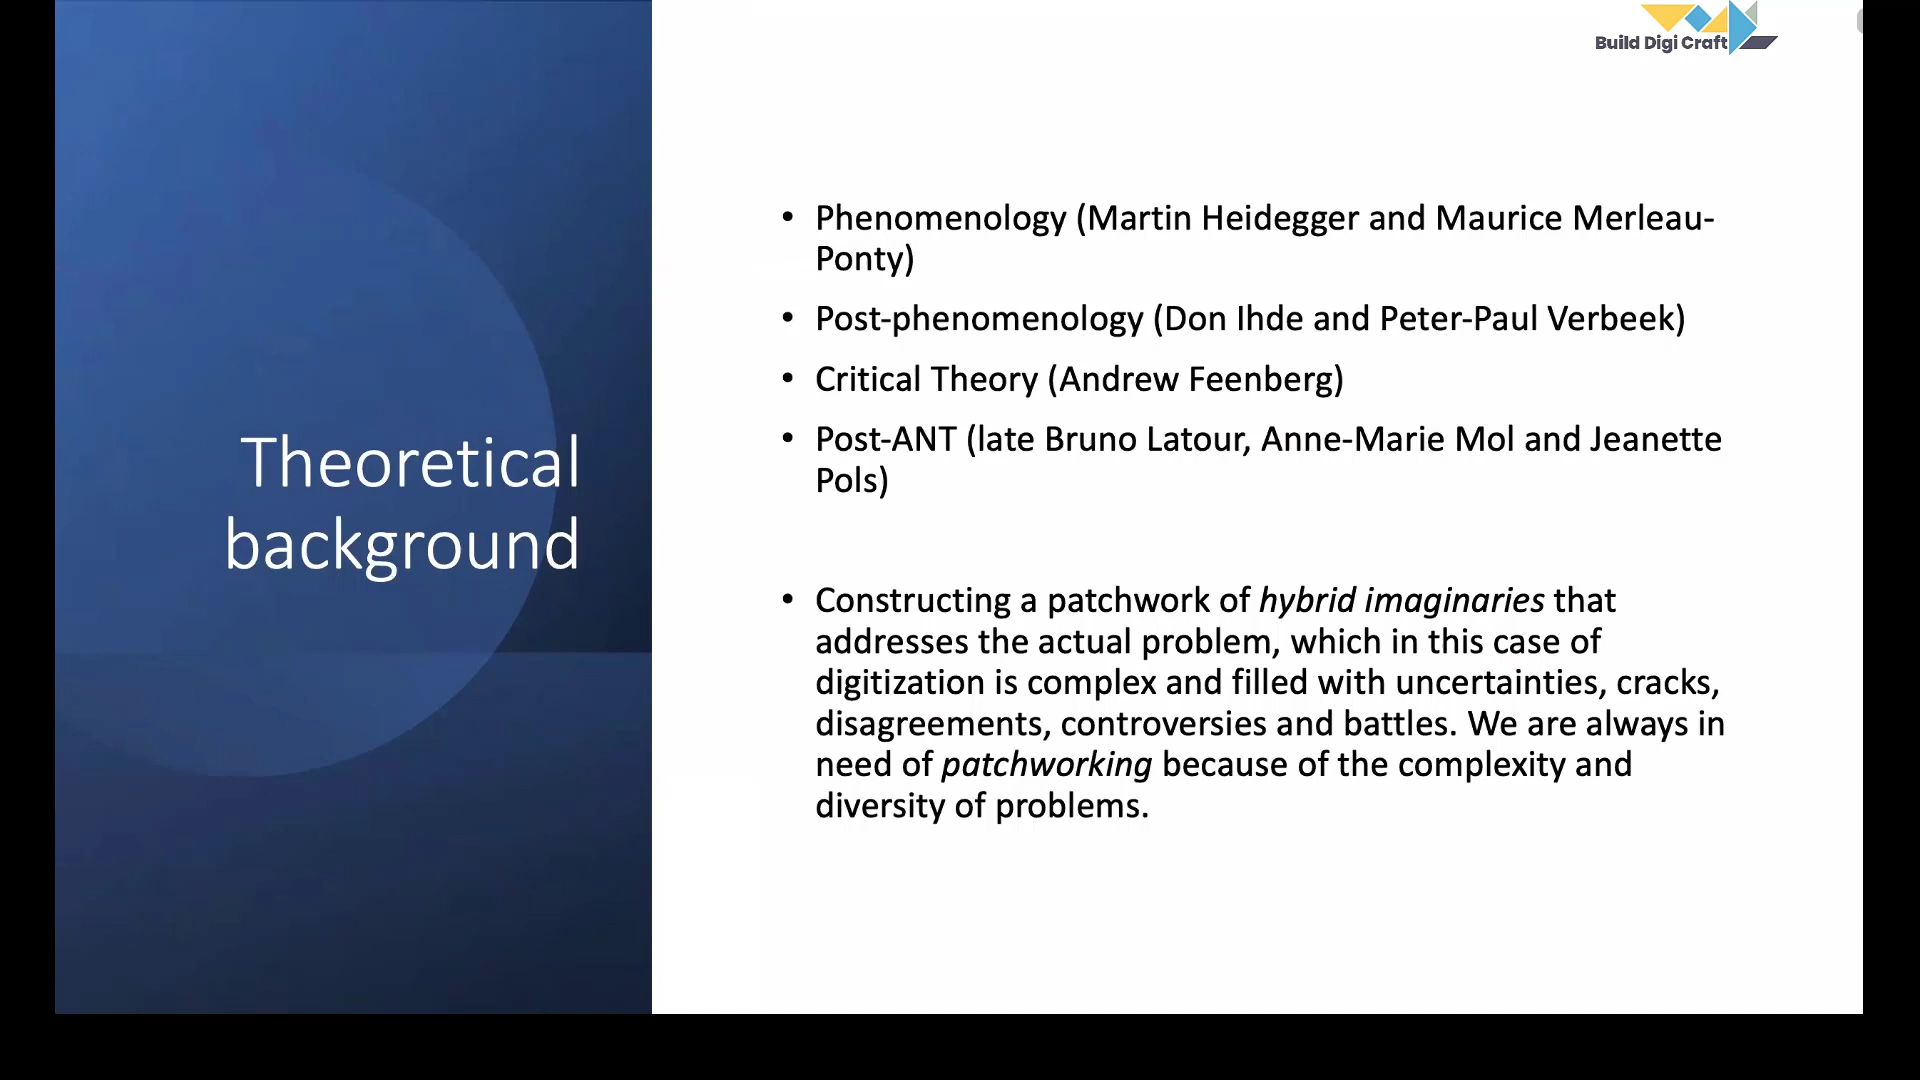 Build Digi Craft
Theoretical
background
• Phenomenology (Martin Heidegger and Maurice Merleau-
Ponty)
• Post-phenomenology (Don Ihde and Peter-Paul Verbeek)
• Critical Theory (Andrew Feenberg)
• Post-ANT (late Bruno Latour, Anne-Marie Mol and Jeanette
Pols)
• Constructing a patchwork of hybrid imaginaries that
addresses the actual problem, which in this case of
digitization is complex and filled with uncertainties, cracks,
disagreements, controversies and battles. We are always in
need of patchworking because of the complexity and
diversity of problems.